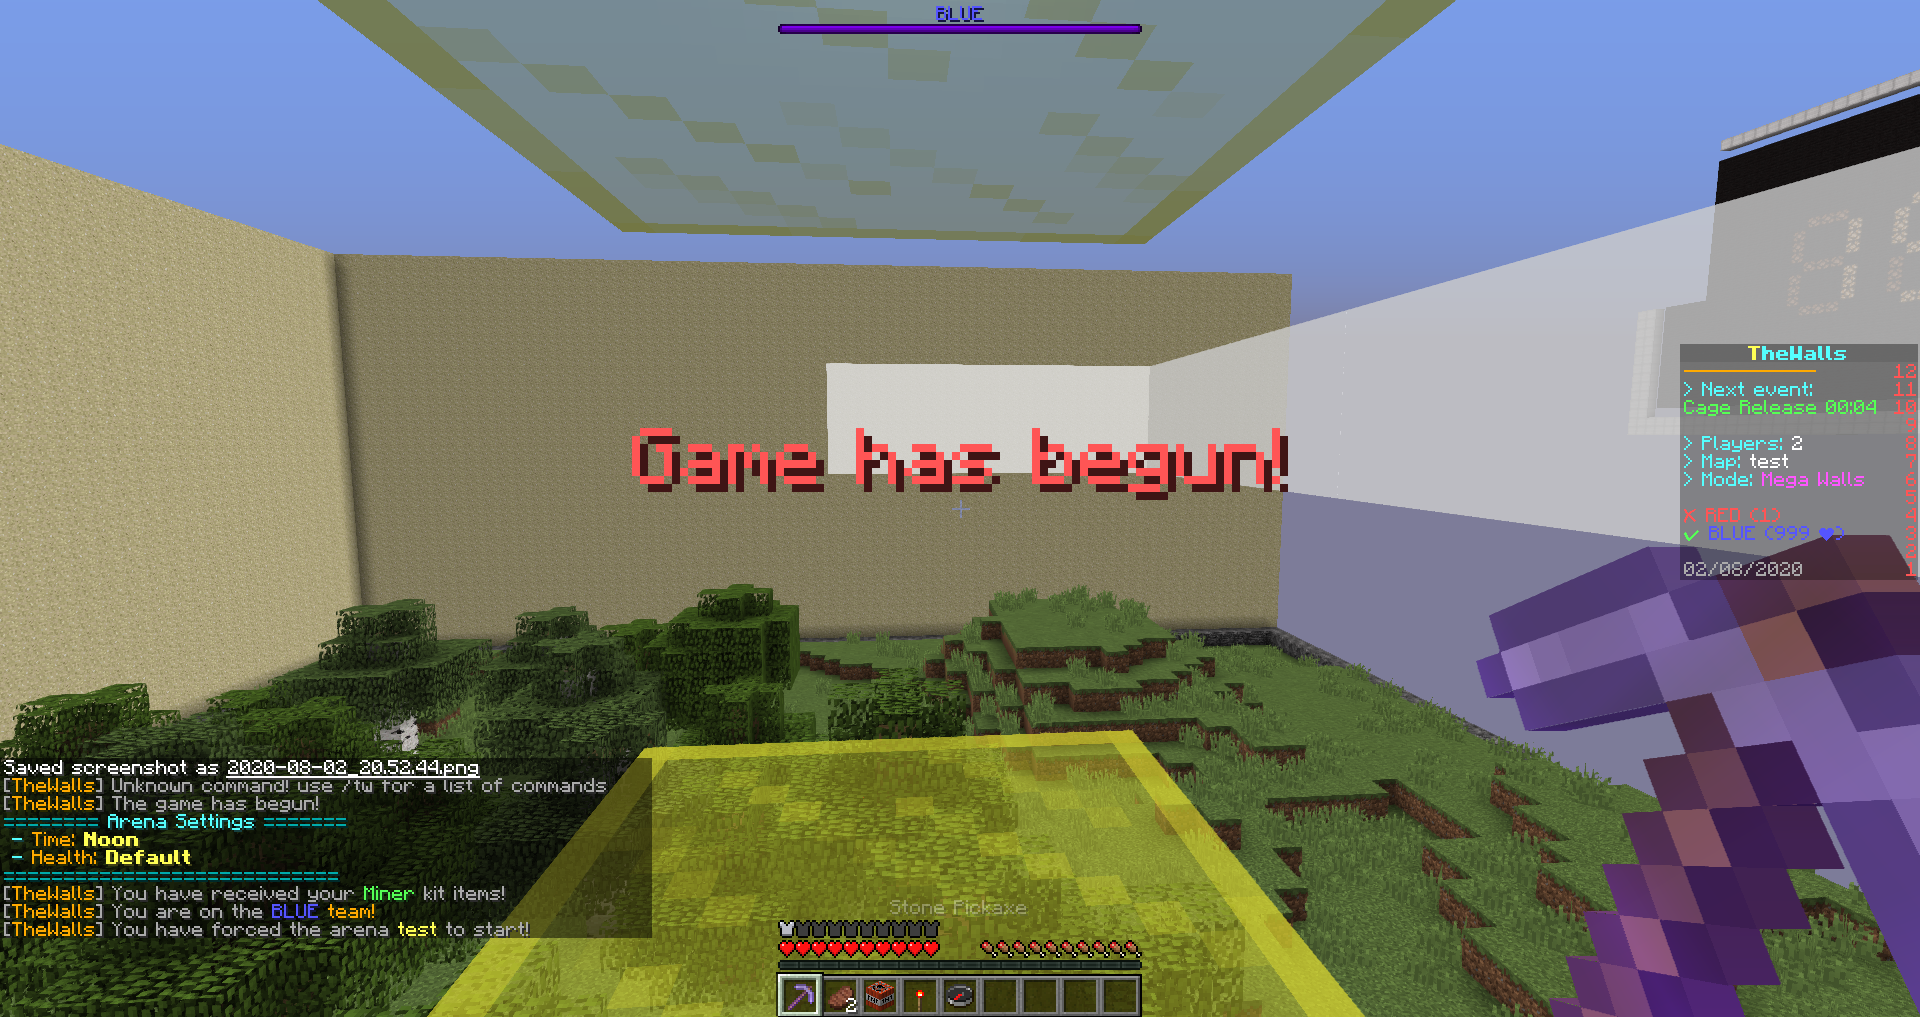 BLUE
TheWalls
12
> Next event: 11
Cage Release 00:04 10
9
> Players: 2 8
> Map: test 7
> Mode: Mega Walls 6
5
X RED (1) 4
✓ BLUE (999 ♥) 3
2
02/08/2020 1
Game has begun!
Saved screenshot as 2020-08-02_20.52.44.png
[TheWalls] Unknown command! use /tw for a list of commands
[TheWalls] The game has begun!
======== Arena Settings =======
- Time: Noon
- Health: Default
============================
[TheWalls] You have received your Miner kit items!
[TheWalls] You are on the BLUE team!
[TheWalls] You have forced the arena test to start!
Stone Pickaxe
2